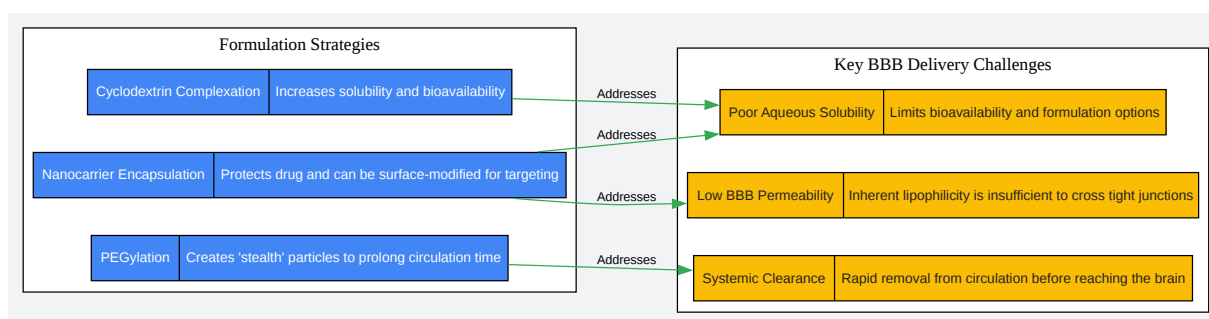 Formulation Strategies
Cyclodextrin Complexation Increases solubility and bioavailability
Nanocarrier Encapsulation Protects drug and can be surface-modified for targeting
PEGylation Creates 'stealth' particles to prolong circulation time
Addresses
Addresses
Addresses
Addresses
Key BBB Delivery Challenges
Poor Aqueous Solubility Limits bioavailability and formulation options
Low BBB Permeability Inherent lipophilicity is insufficient to cross tight junctions
Systemic Clearance Rapid removal from circulation before reaching the brain